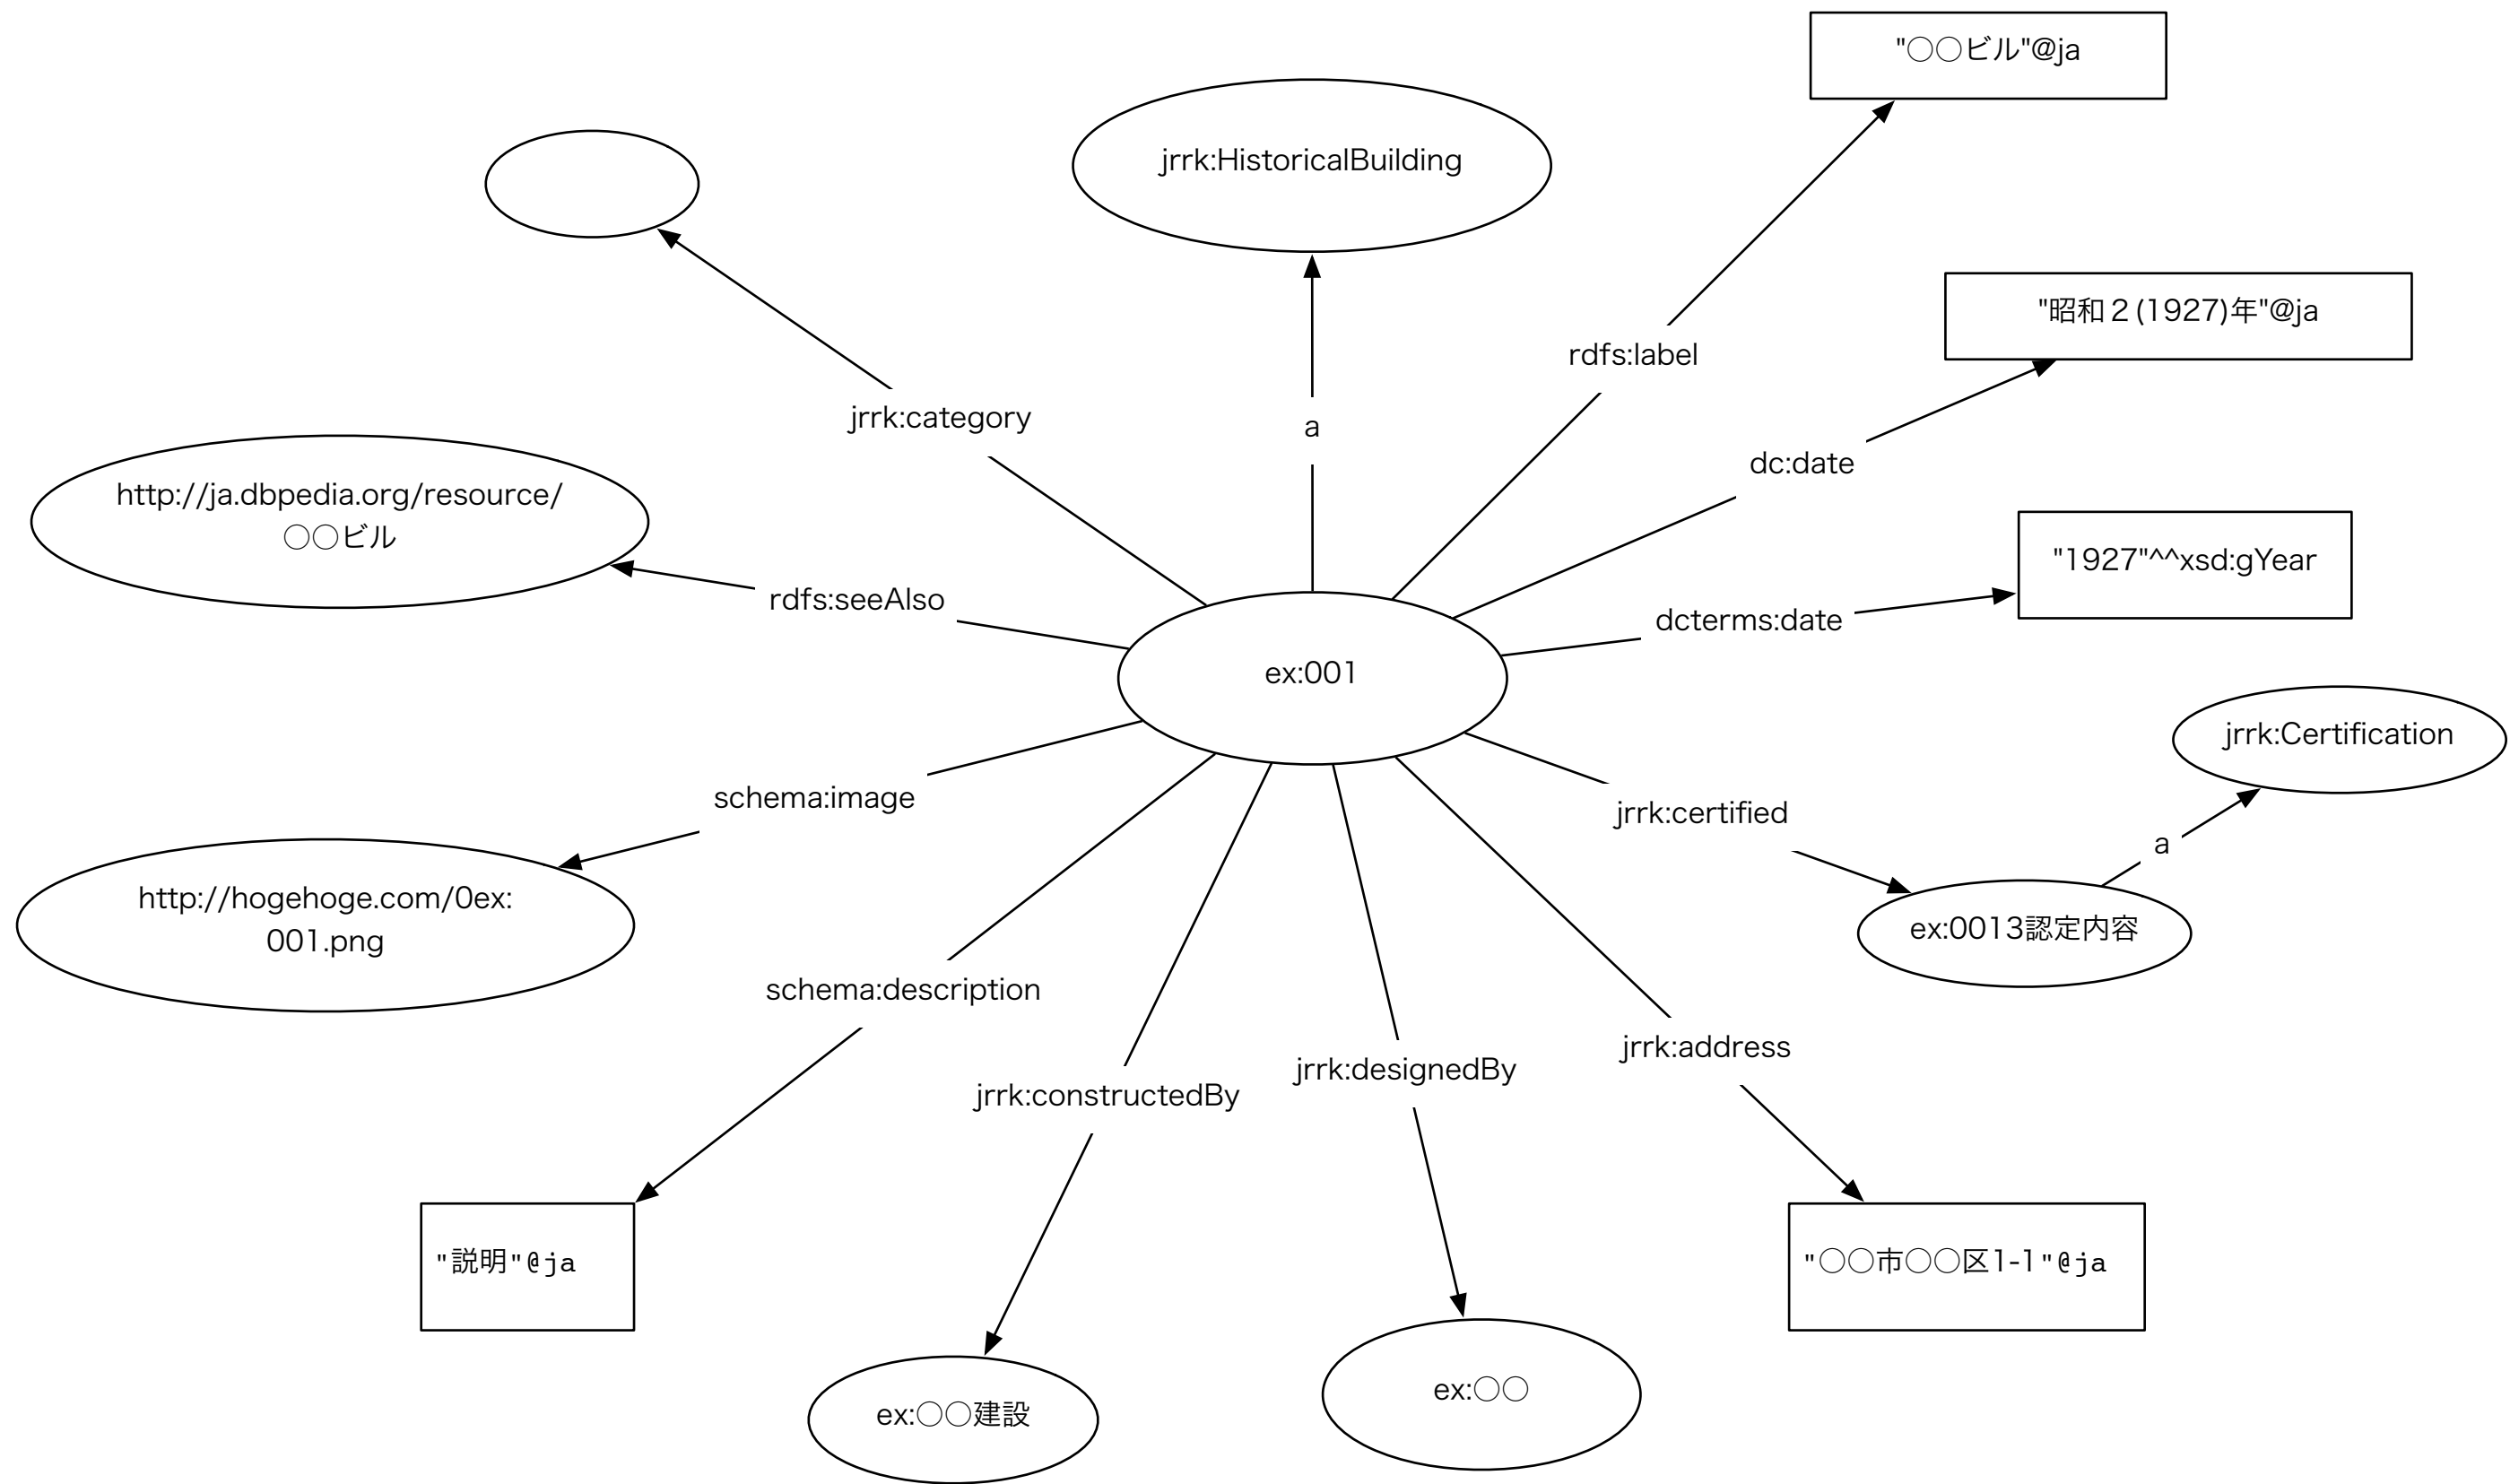 "○○ビル"@ja
jrrk:HistoricalBuilding
"昭和２(1927)年"@ja
rdfs:label
jrrk:category
a
dc:date
http://ja.dbpedia.org/resource/
○○ビル
"1927"^^xsd:gYear
rdfs:seeAlso
dcterms:date
ex:001
jrrk:Certification
schema:image
jrrk:certified
a
http://hogehoge.com/0ex:
001.png
ex:0013認定内容
schema:description
jrrk:address
jrrk:designedBy
jrrk:constructedBy
"説明"@ja
"○○市○○区1-1"@ja
ex:○○
ex:○○建設